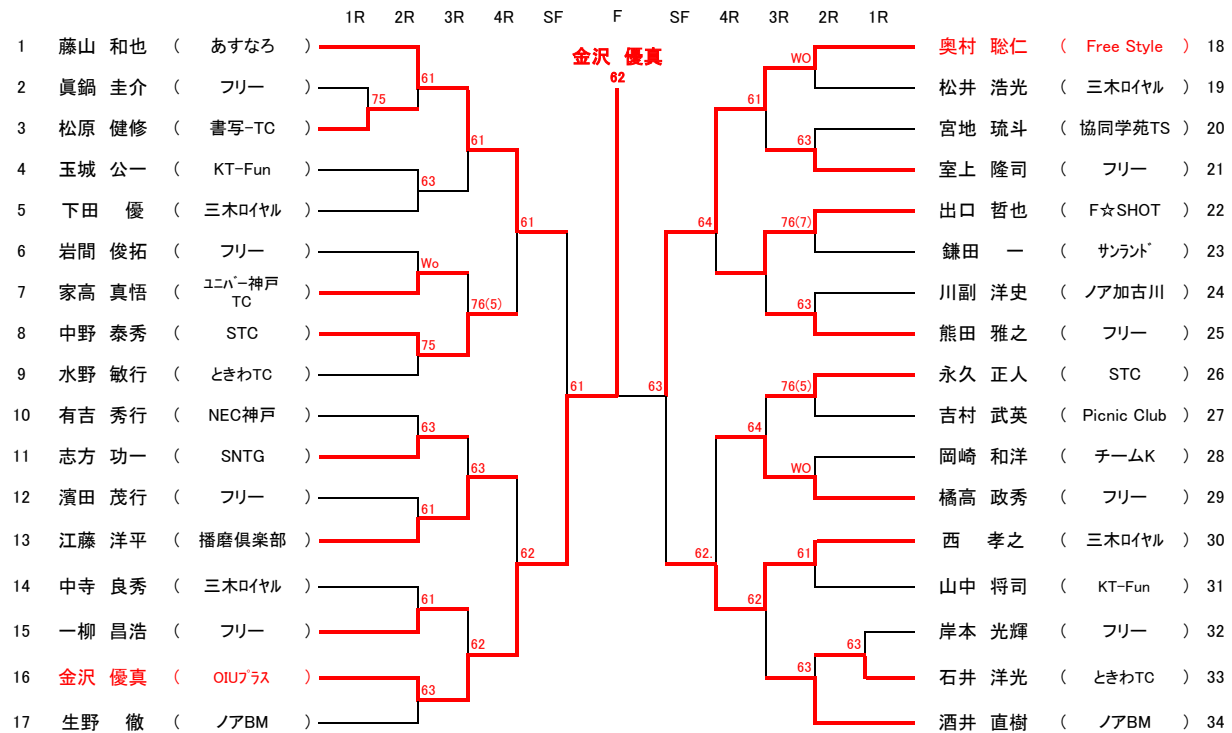 1R 2R 3R 4R SF F SF 4R 3R 2R 1R
金沢 優真
62
1 藤山 和也 ( あすなろ )
2 眞鍋 圭介 ( フリー )
3 松原 健修 ( 書写-TC )
4 玉城 公一 ( KT-Fun )
5 下田 優 ( 三木ロイヤル )
6 岩間 俊拓 ( フリー )
7 家高 真悟 ( ユニバー神戸
TC )
8 中野 泰秀 ( STC )
9 水野 敏行 ( ときわTC )
10 有吉 秀行 ( NEC神戸 )
11 志方 功一 ( SNTG )
12 濱田 茂行 ( フリー )
13 江藤 洋平 ( 播磨倶楽部 )
14 中寺 良秀 ( 三木ロイヤル )
15 一柳 昌浩 ( フリー )
16 金沢 優真 ( OIUプラス )
17 生野 徹 ( ノアBM )
75
61
63
Wo
75
63
61
61
63
61
76(5)
63
62
61
62
61
63
64
62.
61
64
62
WO
63
76(7)
63
76(5)
WO
61
63
63
奥村 聡仁 ( Free Style ) 18
松井 浩光 ( 三木ロイヤル ) 19
宮地 琉斗 ( 協同学苑TS ) 20
室上 隆司 ( フリー ) 21
出口 哲也 ( F☆SHOT ) 22
鎌田 一 ( サンランド ) 23
川副 洋史 ( ノア加古川 ) 24
熊田 雅之 ( フリー ) 25
永久 正人 ( STC ) 26
吉村 武英 ( Picnic Club ) 27
岡崎 和洋 ( チームK ) 28
橘高 政秀 ( フリー ) 29
西 孝之 ( 三木ロイヤル ) 30
山中 将司 ( KT-Fun ) 31
岸本 光輝 ( フリー ) 32
石井 洋光 ( ときわTC ) 33
酒井 直樹 ( ノアBM ) 34